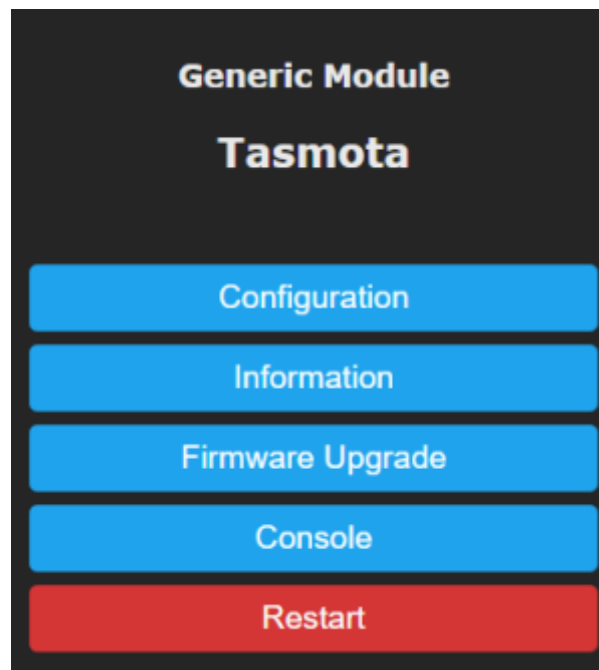 Generic Module
Tasmota
Configuration
Information
Firmware Upgrade
Console
Restart